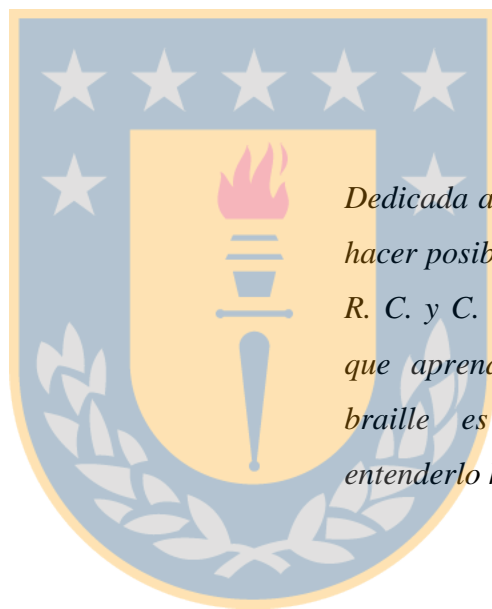 Dedicada a
hacer posib
R. C. y C.
que aprend
braille es
entenderlo